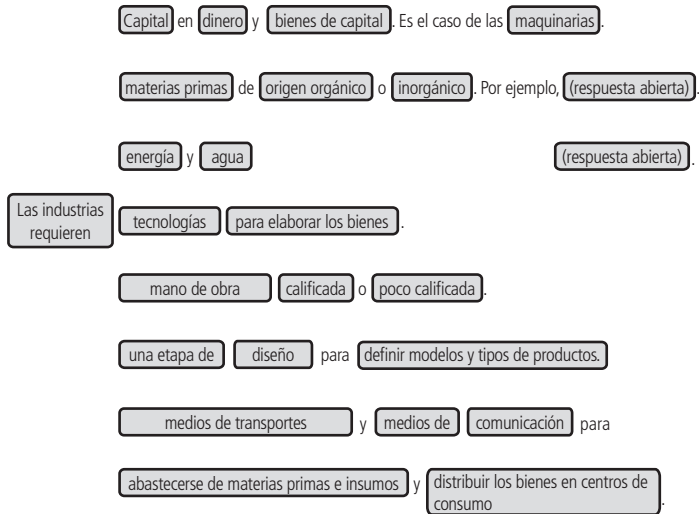 Capital en dinero y bienes de capital. Es el caso de las maquinarias.
materias primas de origen orgánico o inorgánico. Por ejemplo, (respuesta abierta).
energía y agua (respuesta abierta).
Las industrias
requieren
tecnologías para elaborar los bienes.
mano de obra calificada o poco calificada.
una etapa de diseño para definir modelos y tipos de productos.
medios de transportes y medios de comunicación para
abastecerse de materias primas e insumos y distribuir los bienes en centros de
consumo.